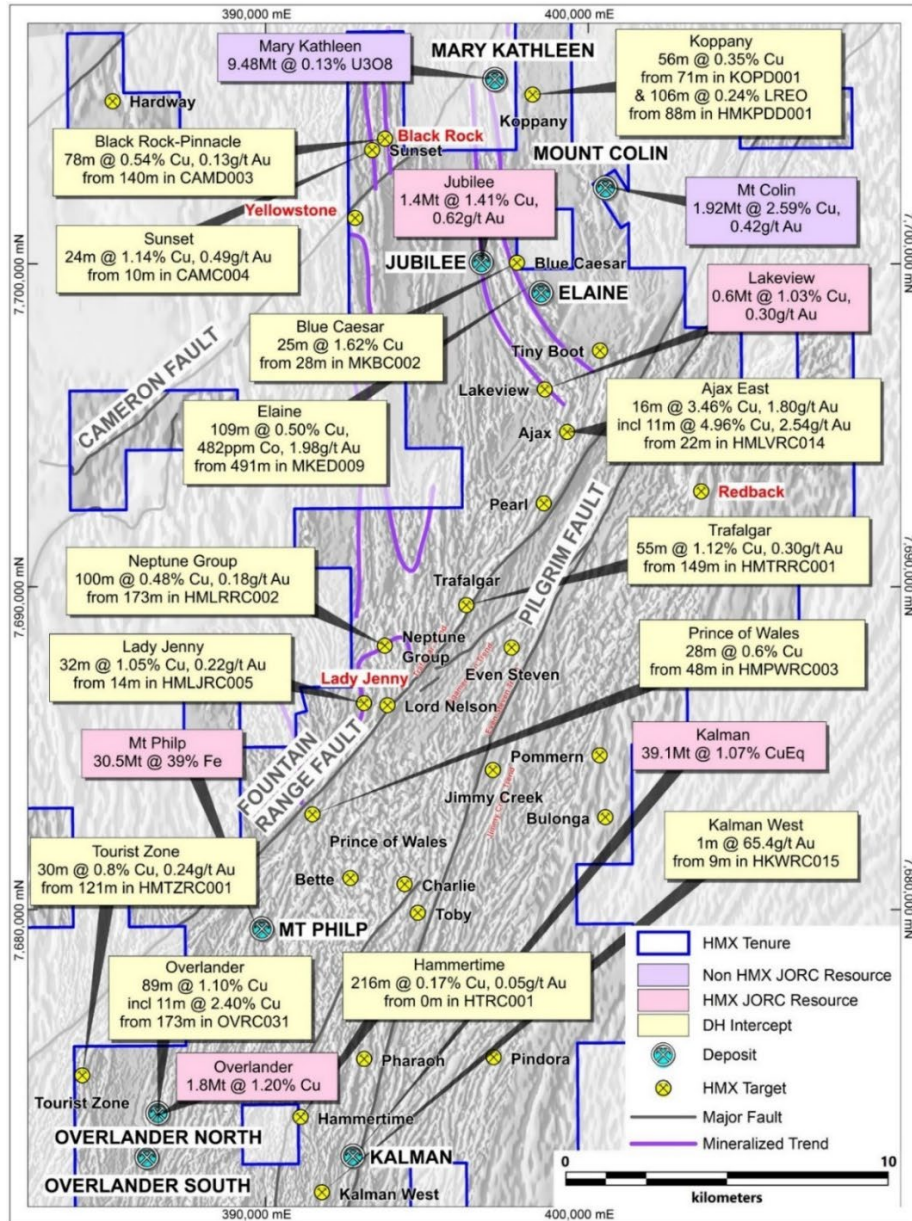 390,000 mE
400,000 mE
Mary Kathleen
9.48Mt @ 0.13% U3O8
MARY KATHLEEN
Koppany
56m @ 0.35% Cu
from 71m in KOPD001
& 106m @ 0.24% LREO
from 88m in HMKPDD001
Hardway
Koppany
Black Rock-Pinnacle
78m @ 0.54% Cu, 0.13g/t Au
from 140m in CAMD003
Black Rock
Sunset
MOUNT COLIN
Jubilee
1.4Mt @ 1.41% Cu,
0.62g/t Au
Mt Colin
1.92Mt @ 2.59% Cu,
0.42g/t Au
Yellowstone
Sunset
24m @ 1.14% Cu, 0.49g/t Au
from 10m in CAMC004
7,700,000 mN
7,700,000 mN
JUBILEE
Blue Caesar
ELAINE
Lakeview
0.6Mt @ 1.03% Cu,
0.30g/t Au
Blue Caesar
25m @ 1.62% Cu
from 28m in MKBC002
Tiny Boot
CAMERON FAULT
Lakeview
Ajax East
16m @ 3.46% Cu, 1.80g/t Au
incl 11m @ 4.96% Cu, 2.54g/t Au
from 22m in HMLVRC014
Elaine
109m @ 0.50% Cu,
482ppm Co, 1.98g/t Au
from 491m in MKED009
Ajax
Redback
Pearl
PILGRIM FAULT
Trafalgar
55m @ 1.12% Cu, 0.30g/t Au
from 149m in HMTRRC001
Neptune Group
100m @ 0.48% Cu, 0.18g/t Au
from 173m in HMLRRC002
Trafalgar
7,690,000 mN
7,690,000 mN
Neptune
Group
Prince of Wales
28m @ 0.6% Cu
from 48m in HMPWRC003
Lady Jenny
32m @ 1.05% Cu, 0.22g/t Au
from 14m in HMLJRC005
Even Steven
Lady Jenny
Lord Nelson
Mt Philp
30.5Mt @ 39% Fe
FOUNTAIN
RANGE FAULT
Kalman
39.1Mt @ 1.07% CuEq
Pommern
Jimmy Creek
Jimmy Creek Trend
Bulonga
Kalman West
1m @ 65.4g/t Au
from 9m in HKWRC015
Prince of Wales
Tourist Zone
30m @ 0.8% Cu, 0.24g/t Au
from 121m in HMTZRC001
Bette
Charlie
Toby
7,680,000 mN
7,680,000 mN
MT PHILP
Overlander
89m @ 1.10% Cu
incl 11m @ 2.40% Cu
from 173m in OVRC031
Hammertime
216m @ 0.17% Cu, 0.05g/t Au
from 0m in HTRC001
HMX Tenure
Non HMX JORC Resource
HMX JORC Resource
DH Intercept
Deposit
HMX Target
Major Fault
Mineralized Trend
Overlander
1.8Mt @ 1.20% Cu
Pharaoh
Pindora
Tourist Zone
Hammertime
OVERLANDER NORTH
OVERLANDER SOUTH
KALMAN
Kalman West
0
10
kilometers
390,000 mE
400,000 mE